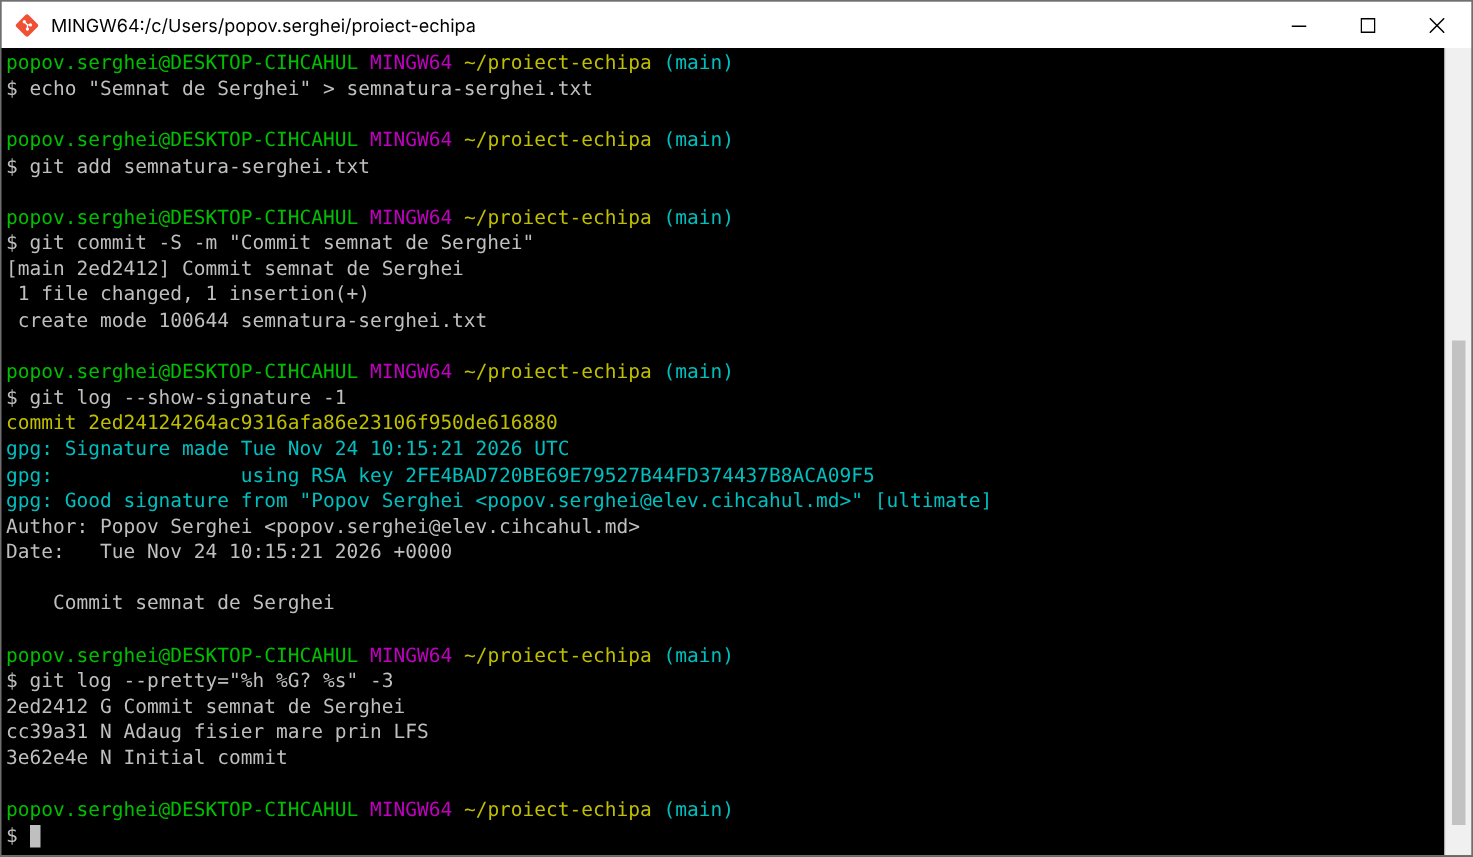 MINGW64:/c/Users/popov.serghei/proiect-echipa
popov.serghei@DESKTOP-CIHCAHUL MINGW64 ~/proiect-echipa (main)
$ echo "Semnat de Serghei" > semnatura-serghei.txt
popov.serghei@DESKTOP-CIHCAHUL MINGW64 ~/proiect-echipa (main)
$ git add semnatura-serghei.txt
popov.serghei@DESKTOP-CIHCAHUL MINGW64 ~/proiect-echipa (main)
$ git commit -S -m "Commit semnat de Serghei"
[main 2ed2412] Commit semnat de Serghei
 1 file changed, 1 insertion(+)
 create mode 100644 semnatura-serghei.txt
popov.serghei@DESKTOP-CIHCAHUL MINGW64 ~/proiect-echipa (main)
$ git log --show-signature -1
commit 2ed24124264ac9316afa86e23106f950de616880
gpg: Signature made Tue Nov 24 10:15:21 2026 UTC
gpg:                using RSA key 2FE4BAD720BE69E79527B44FD374437B8ACA09F5
gpg: Good signature from "Popov Serghei <popov.serghei@elev.cihcahul.md>" [ultimate]
Author: Popov Serghei <popov.serghei@elev.cihcahul.md>
Date:   Tue Nov 24 10:15:21 2026 +0000
    Commit semnat de Serghei
popov.serghei@DESKTOP-CIHCAHUL MINGW64 ~/proiect-echipa (main)
$ git log --pretty="%h %G? %s" -3
2ed2412 G Commit semnat de Serghei
cc39a31 N Adaug fisier mare prin LFS
3e62e4e N Initial commit
popov.serghei@DESKTOP-CIHCAHUL MINGW64 ~/proiect-echipa (main)
$